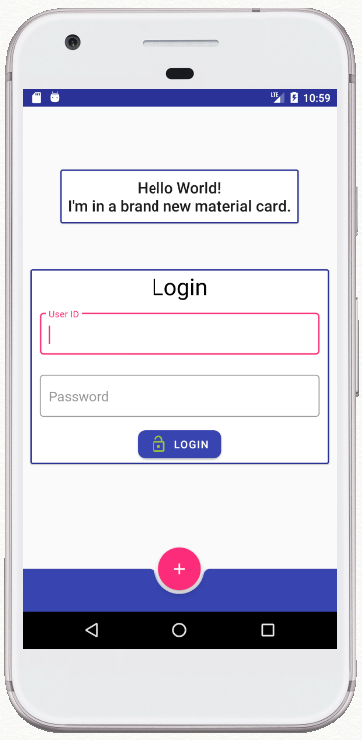 LTE 10:59
Hello World!
I'm in a brand new material card.
Login
User ID
Password
LOGIN